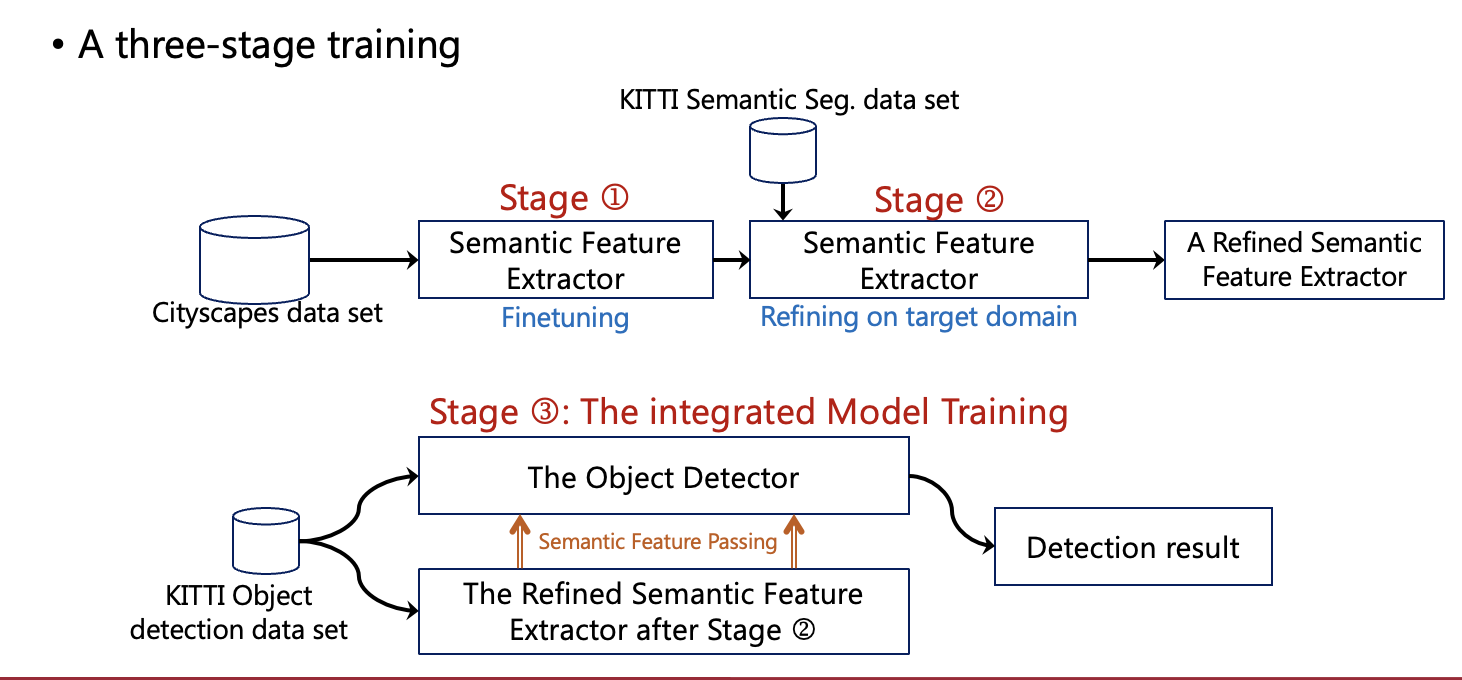 • A three-stage training
KITTI Semantic Seg. data set
Stage ①
Stage ②
Semantic Feature
Extractor
Semantic Feature
Extractor
A Refined Semantic
Feature Extractor
Cityscapes data set
Finetuning
Refining on target domain
Stage ③: The integrated Model Training
The Object Detector
Semantic Feature Passing
Detection result
KITTI Object
detection data set
The Refined Semantic Feature
Extractor after Stage ②